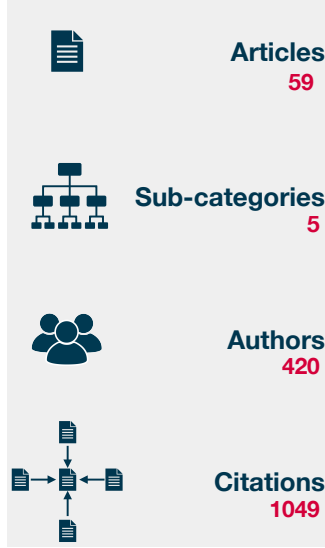 Articles
59
Sub-categories
5
Authors
420
Citations
1049